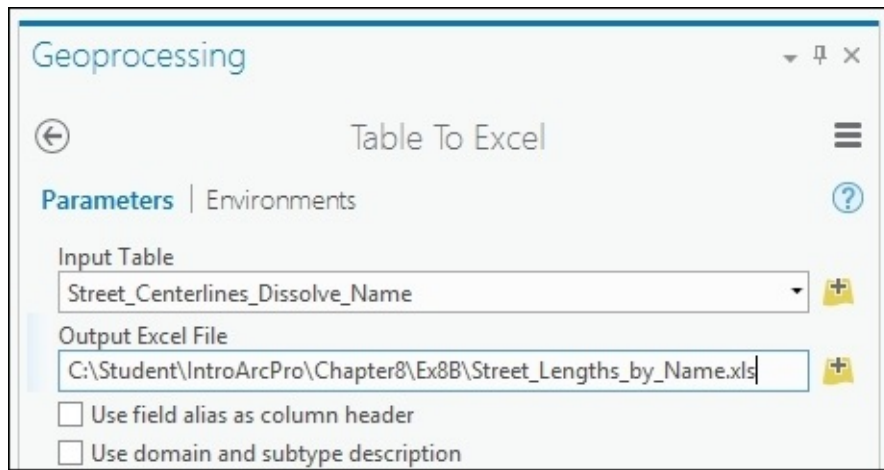 Geoprocessing
Table To Excel
Parameters | Environments
Input Table
Street_Centerlines_Dissolve_Name
Output Excel File
C:\Student\IntroArcPro\Chapter8\Ex8B\Street_Lengths_by_Name.xls
Use field alias as column header
Use domain and subtype description